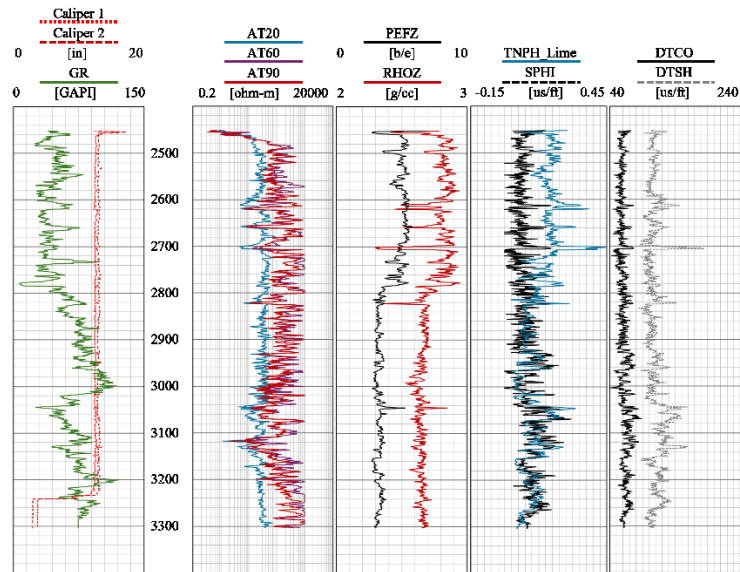 Caliper 1
Caliper 2
0 [in] 20
GR
0 [GAPI] 150
AT20
AT60
AT90
0.2 [ohm-m] 20000
PEFZ
0 [b/e] 10
RHOZ
2 [g/cc] 3
TNPH_Lime
SPHI
-0.15 [us/ft] 0.45
DTCO
DTSH
40 [us/ft] 240
2500
2600
2700
2800
2900
3000
3100
3200
3300